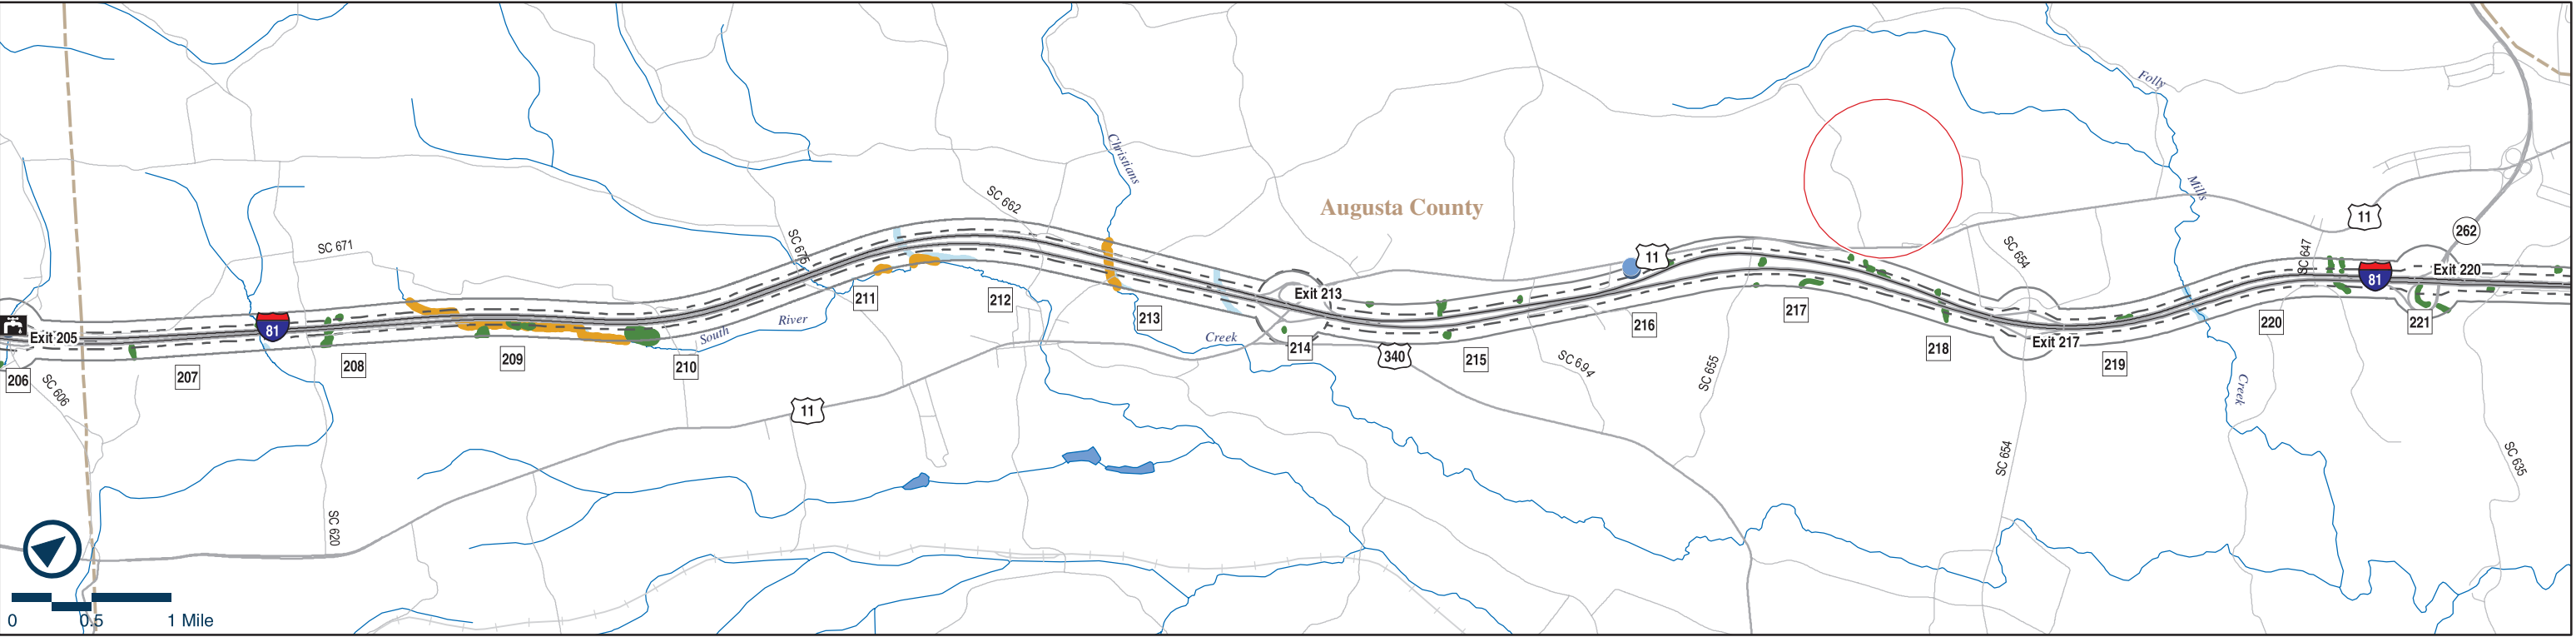 Folly
Christians
Mills
SC 662
Augusta County
11
262
SC 675
SC 671
SC 654
SC 647
11
Exit 220
81
Exit 213
211
212
213
81
Exit 205
South
River
Creek
217
216
220
221
Exit 217
214
340
215
218
219
208
209
210
206
207
SC 606
SC 694
SC 655
Creek
11
SC 654
SC 635
SC 620
0
0.5
1 Mile